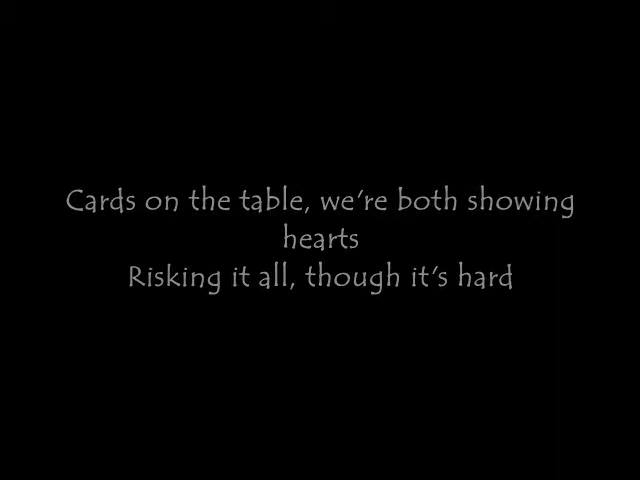 Cards on the table, we're both showing
hearts
Risking it all, though it's hard